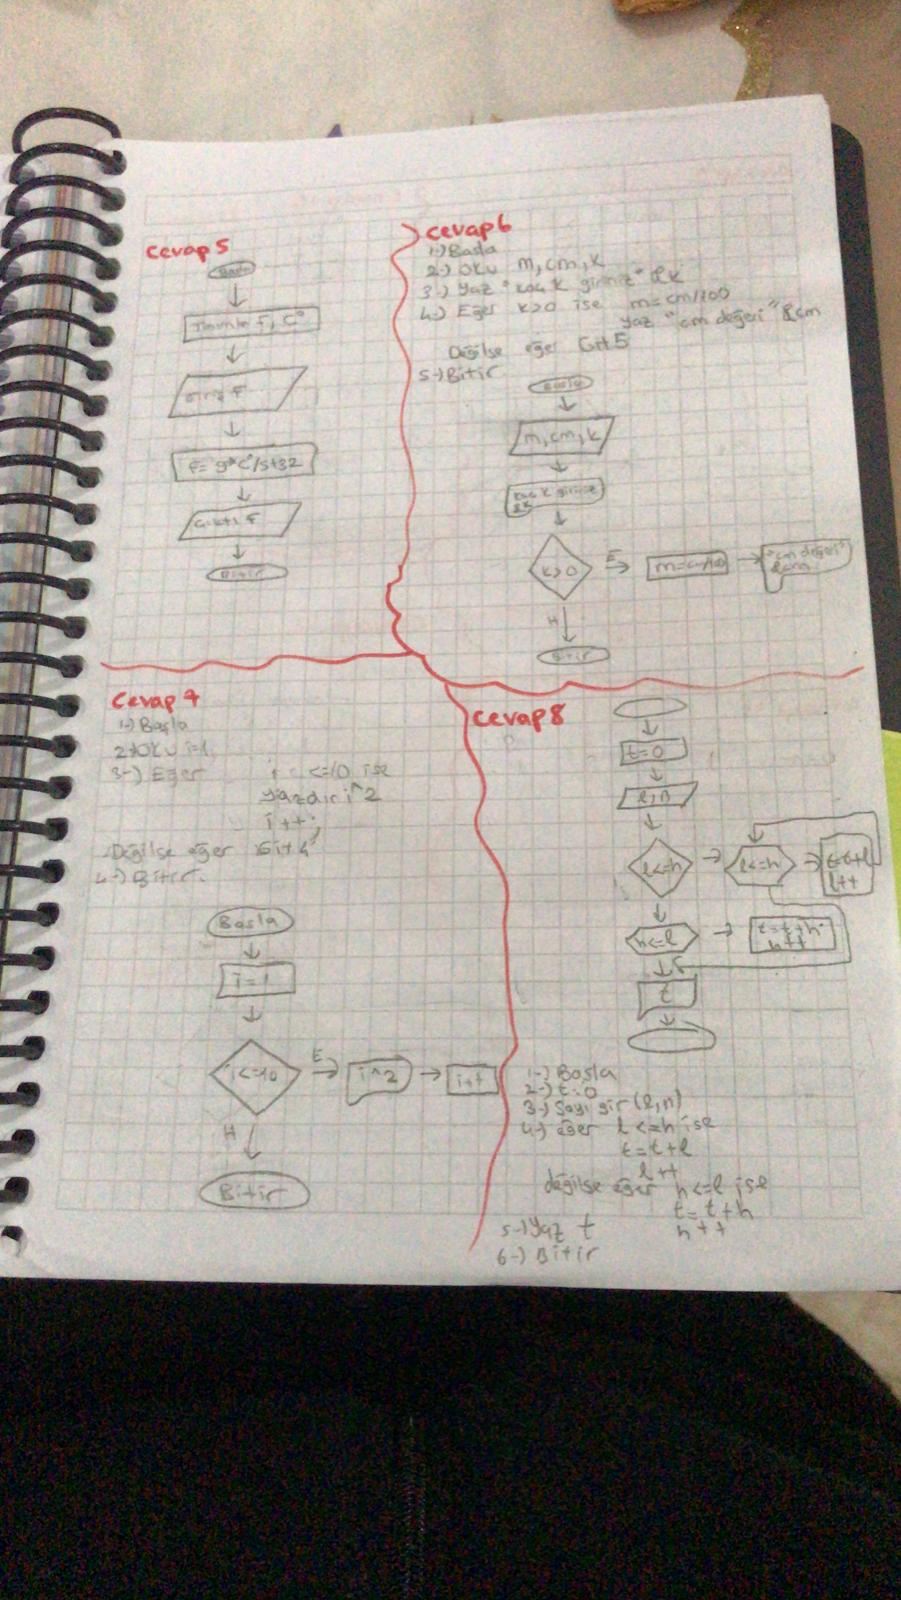 Cevap 5
Başla
Tanımla F, C°
Girdi F
F= 9*C°/5+32
Çıktı F
Bitir
Cevap 6
1-) Başla
2-) Oku m, cm, k
3-) Yaz "kaç k giriniz" &k
4-) Eğer k>0 ise m=cm/100
yaz "cm değeri" &cm
Değilse eğer Git 5
5-) Bitir
Başla
m, cm, k
kaç k giriniz
&k
k>0
E
m=cm/100
"cm değeri"
&cm
H
Bitir
Cevap 7
1-) Başla
2-) Oku i=1
3-) Eğer i <=10 ise
yazdır i^2
i++;
Değilse eğer Git 4
4-) Bitir.
Başla
i=1
i<=10
E
i^2
i++
H
Bitir
Cevap 8
t=0
l, n
l<=n
l<=n
t=t+l
l++
n<=l
t=t+n
n++
t
1-) Başla
2-) t=0
3-) Sayı gir (l,n)
4-) eğer l<=n ise
t=t+l
l++
değilse eğer n<=l ise
t=t+n
n++
5-) Yaz t
6-) Bitir